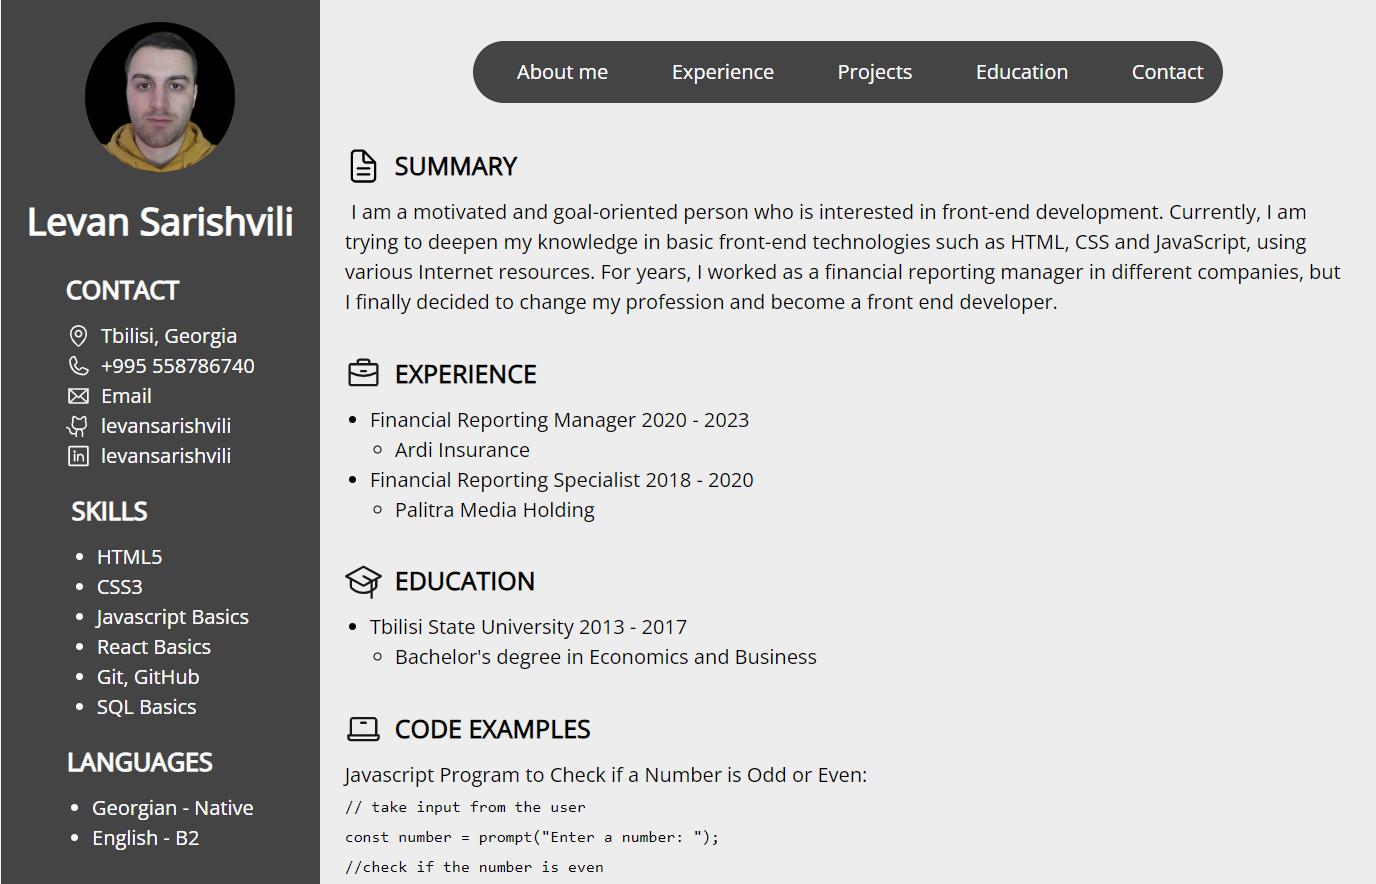 Levan Sarishvili
CONTACT
Tbilisi, Georgia
+995 558786740
Email
levansarishvili
levansarishvili
SKILLS
HTML5
CSS3
Javascript Basics
React Basics
Git, GitHub
SQL Basics
LANGUAGES
Georgian - Native
English - B2
About me Experience Projects Education Contact
SUMMARY
I am a motivated and goal-oriented person who is interested in front-end development. Currently, I am
trying to deepen my knowledge in basic front-end technologies such as HTML, CSS and JavaScript, using
various Internet resources. For years, I worked as a financial reporting manager in different companies, but
I finally decided to change my profession and become a front end developer.
EXPERIENCE
Financial Reporting Manager 2020 - 2023
Ardi Insurance
Financial Reporting Specialist 2018 - 2020
Palitra Media Holding
EDUCATION
Tbilisi State University 2013 - 2017
Bachelor's degree in Economics and Business
CODE EXAMPLES
Javascript Program to Check if a Number is Odd or Even:
// take input from the user
const number = prompt("Enter a number: ");
//check if the number is even